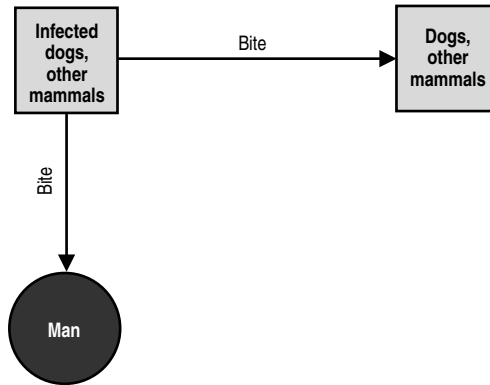 Infected
dogs,
other
mammals
Bite
Dogs,
other
mammals
Bite
Man